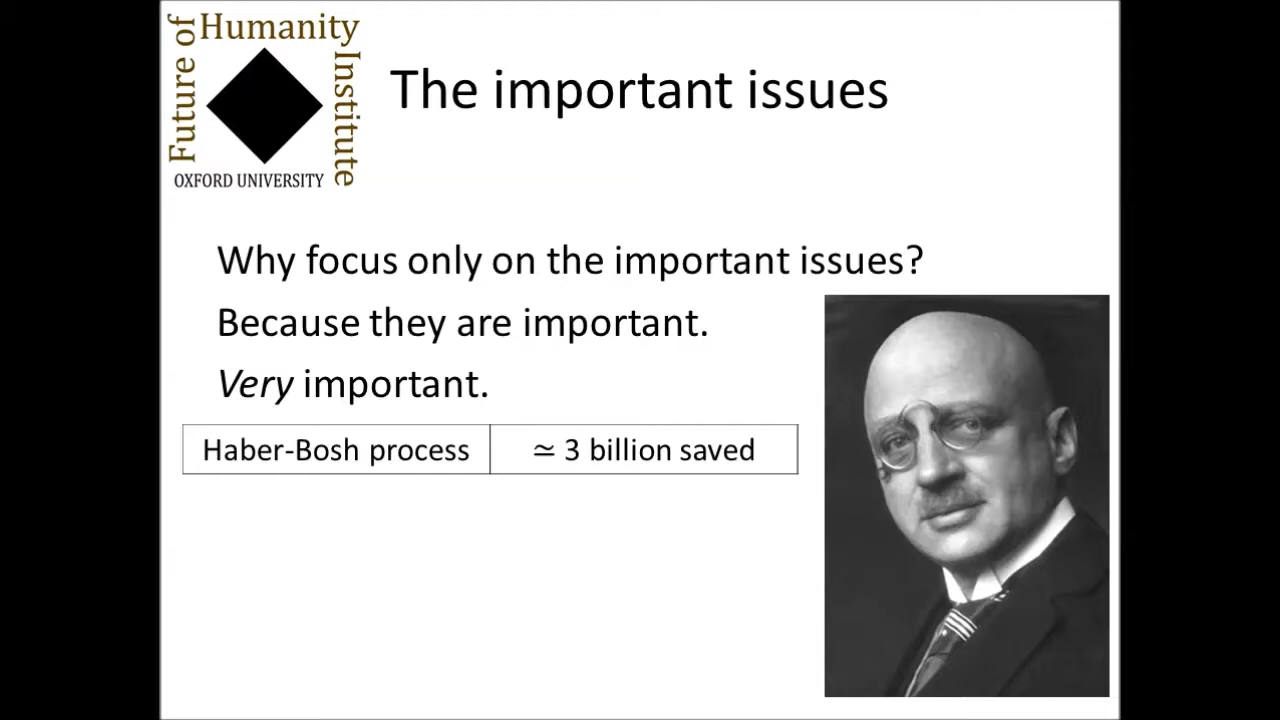 Future of
Humanity
Institute
OXFORD UNIVERSITY
The important issues
Why focus only on the important issues?
Because they are important.
Very important.
Haber-Bosh process
≃ 3 billion saved